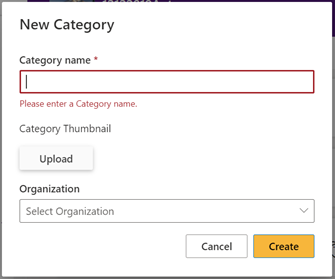 New Category
Category name *
Please enter a Category name.
Category Thumbnail
Upload
Organization
Select Organization
Cancel
Create